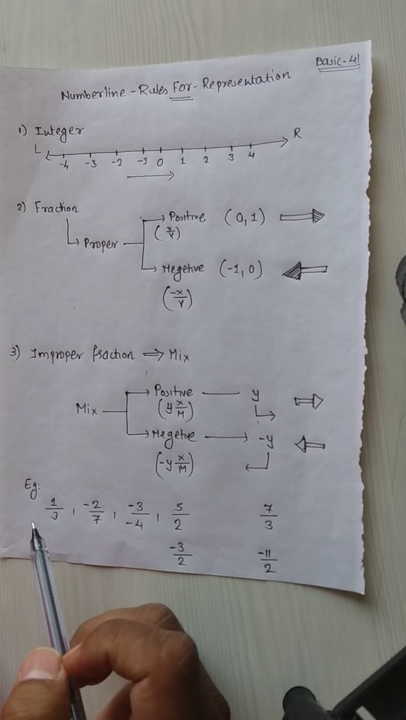 Basic-41
Numberline-Rules For-Representation
1) Integer
L R
-4 -3 -2 -1 0 1 2 3 4
2) Fraction
Proper
Positive (0,1)
(x/y)
Negetive (-1,0)
(-x/y)
3) Improper fraction ⇒ Mix
Mix
Positive y
(y x/M)
Negetive -y
(-y x/M)
Eg:
1/3, -2/7, -3/-4, 5/2 7/3
-3/2 -11/2